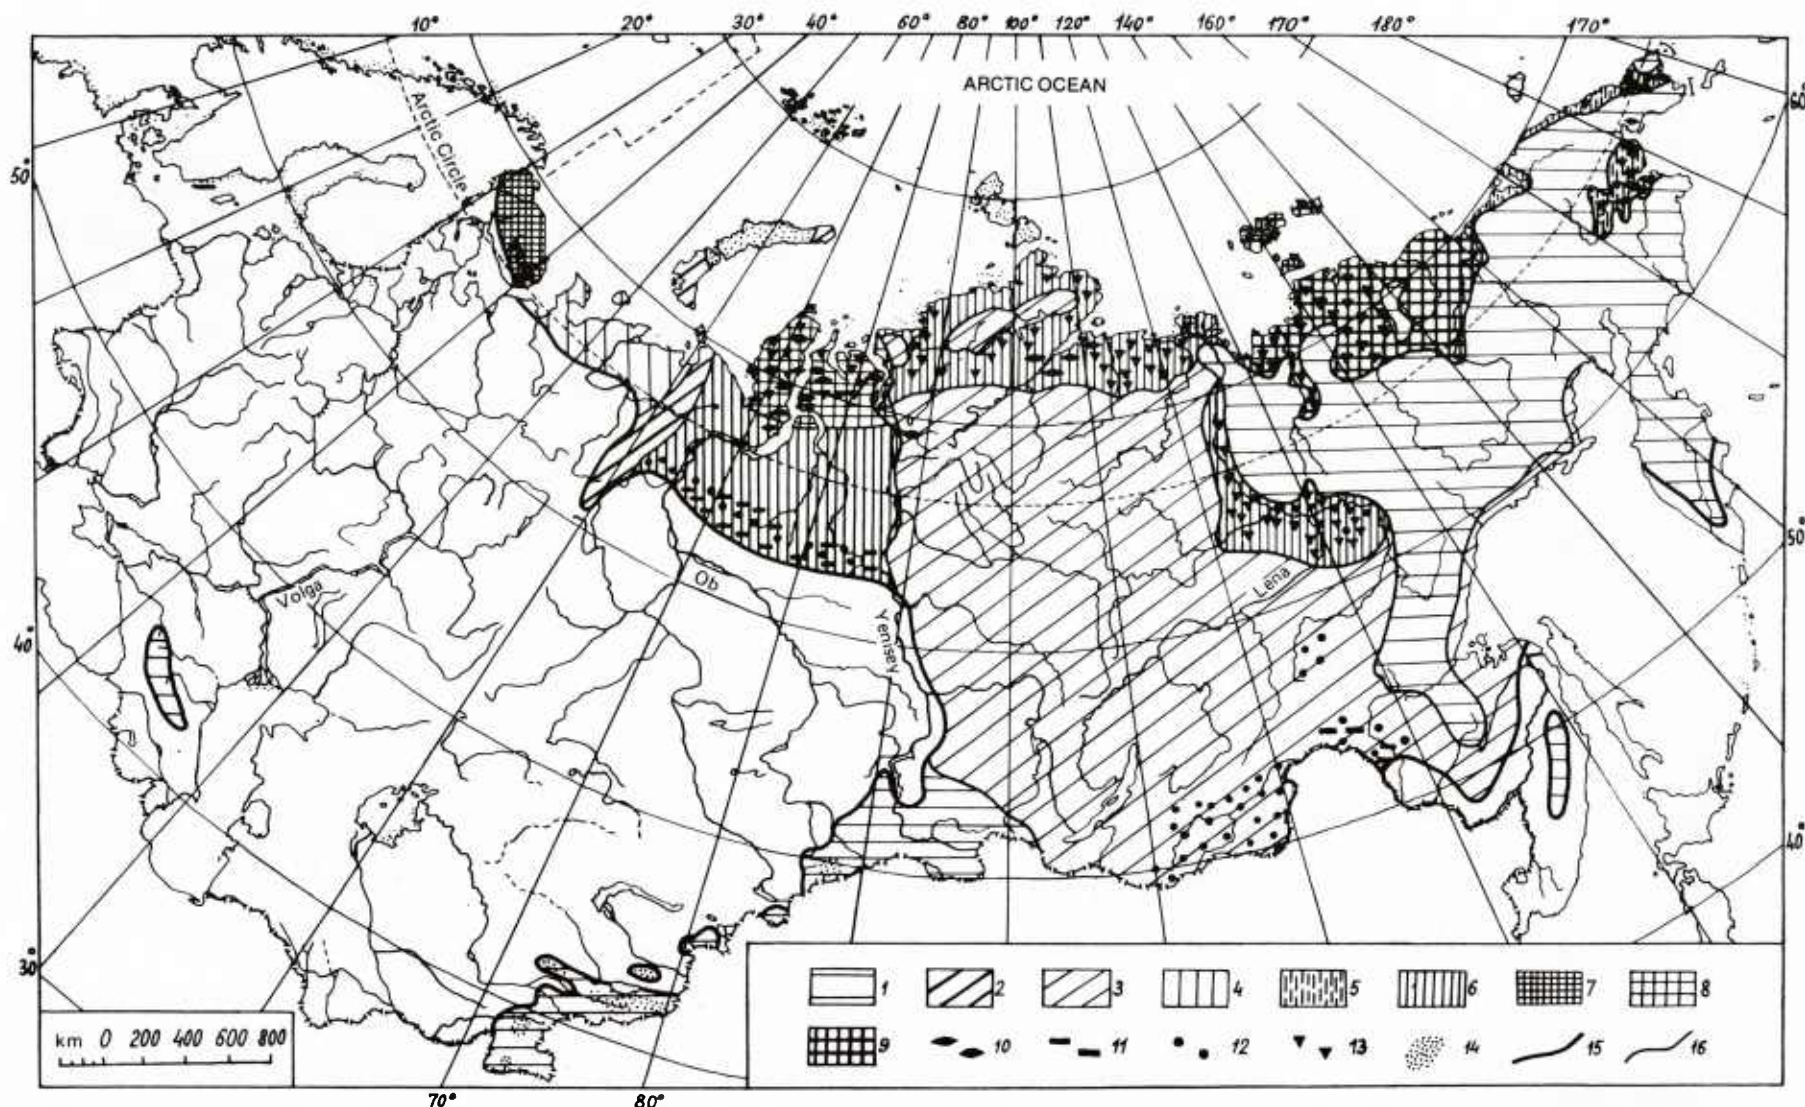 10° 20° 30° 40° 60° 80° 100° 120° 140° 160° 170° 180° 170°
ARCTIC OCEAN
60°
Arctic Circle
50°
50°
Ob
Volga
Lena
Yenisey
40°
40°
30°
1 2 3 4 5 6 7 8
km 0 200 400 600 800
9 10 11 12 13 14 15 16
70° 80°